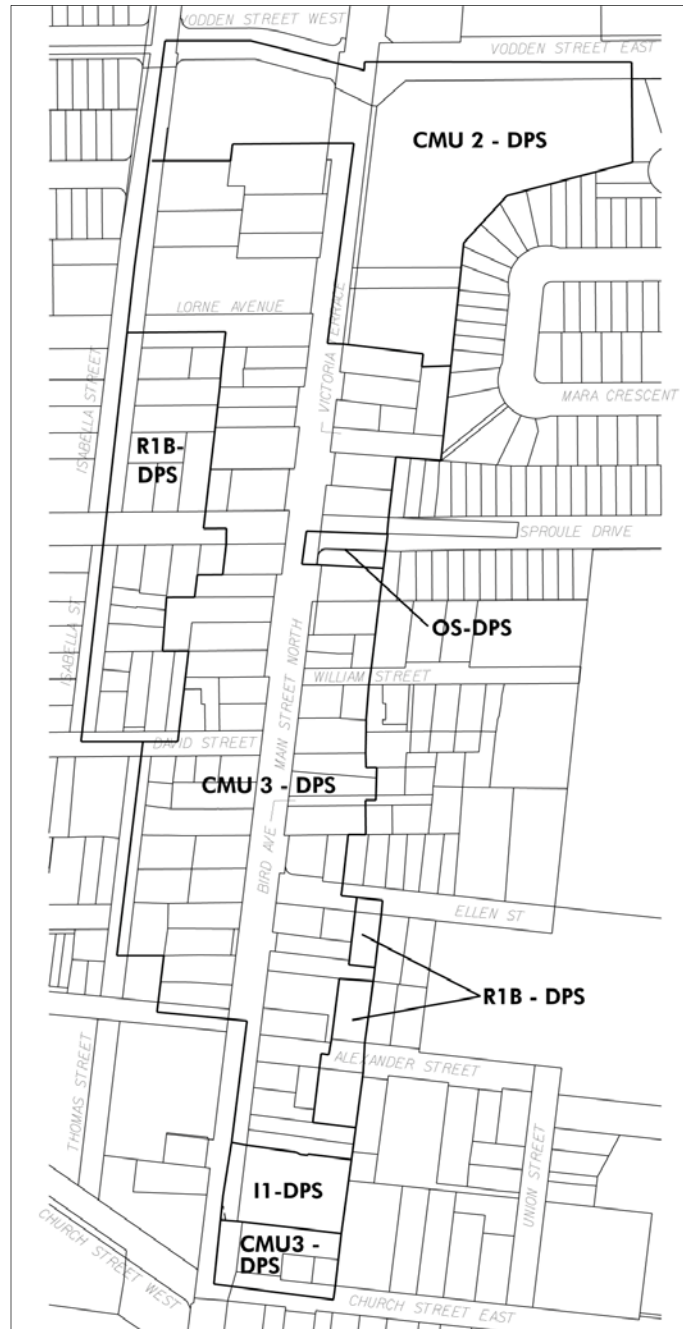 VODDEN STREET WEST
VODDEN STREET EAST
CMU 2 - DPS
LORNE AVENUE
VICTORIA TERRACE
ISABELLA STREET
MARA CRESCENT
R1B-
DPS
SPROULE DRIVE
OS-DPS
ISABELLA ST
MAIN STREET NORTH
WILLIAM STREET
DAVID STREET
CMU 3 - DPS
BIRD AVE
ELLEN ST
R1B - DPS
ALEXANDER STREET
THOMAS STREET
UNION STREET
I1-DPS
CHURCH STREET WEST
CMU3 -
DPS
CHURCH STREET EAST